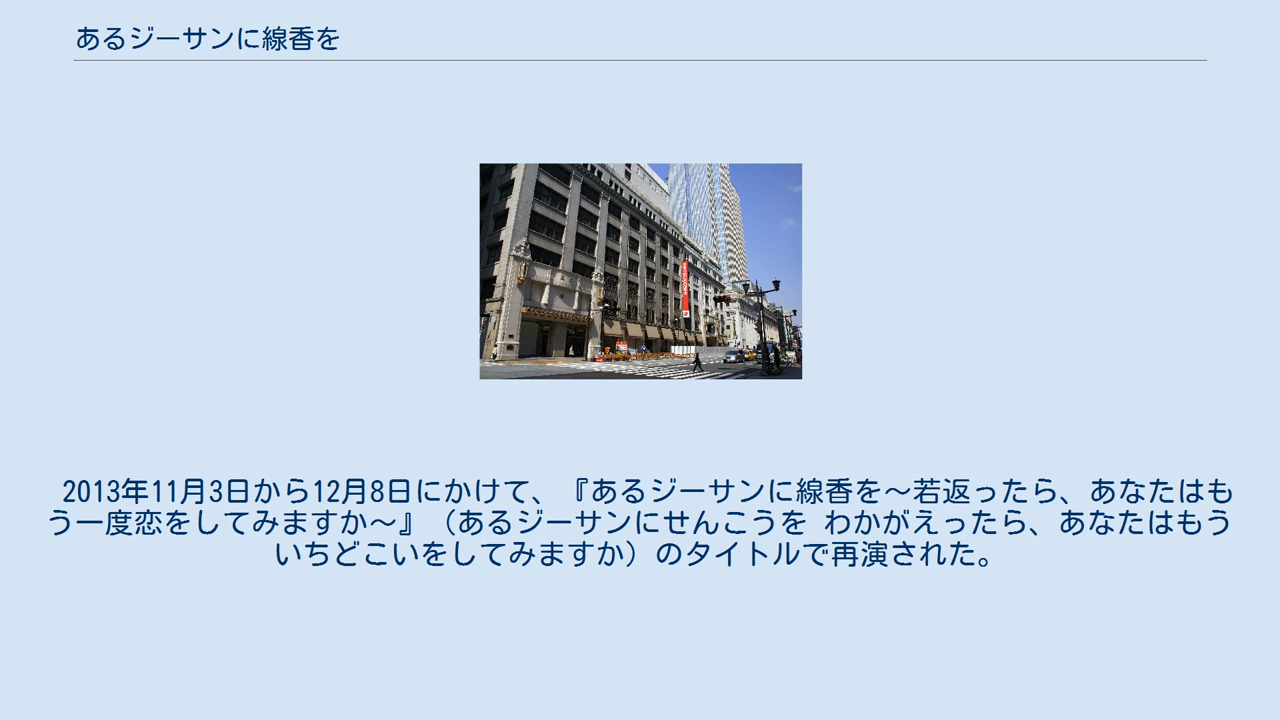 あるジーサンに線香を
2013年11月3日から12月8日にかけて、『あるジーサンに線香を〜若返ったら、あなたはも
う一度恋をしてみますか〜』（あるジーサンにせんこうを わかがえったら、あなたはもう
いちどこいをしてみますか）のタイトルで再演された。